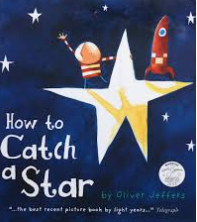 How to
Catch
a Star
by Oliver Jeffers
"...the best recent picture book by light years..." Telegraph